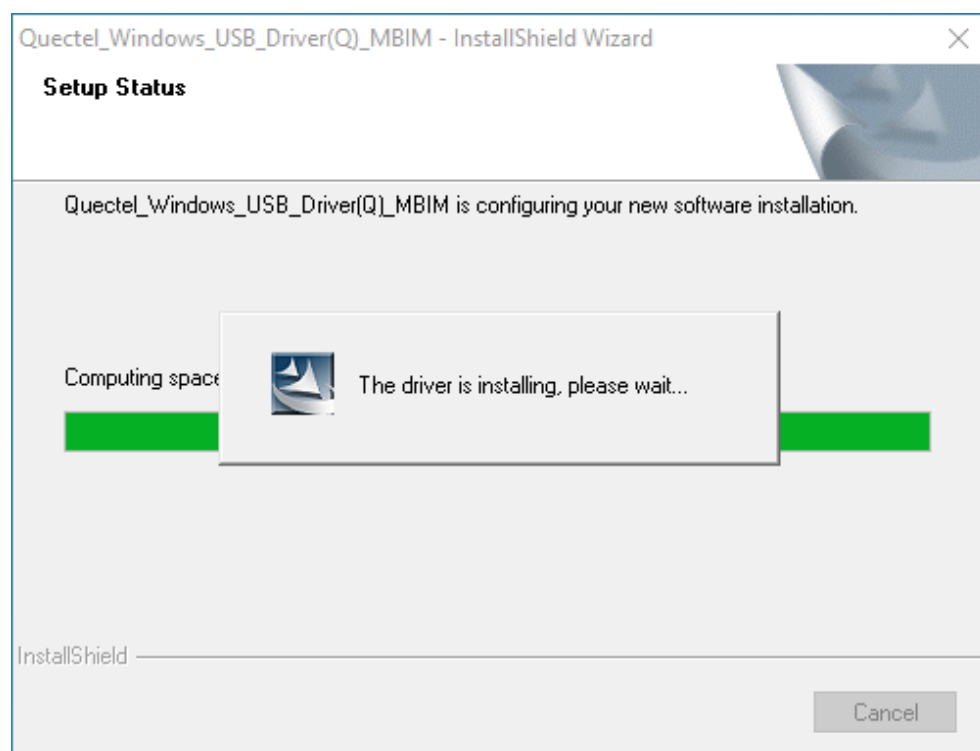 Quectel_Windows_USB_Driver(Q)_MBIM - InstallShield Wizard
Setup Status
Quectel_Windows_USB_Driver(Q)_MBIM is configuring your new software installation.
Computing space
The driver is installing, please wait...
InstallShield
Cancel